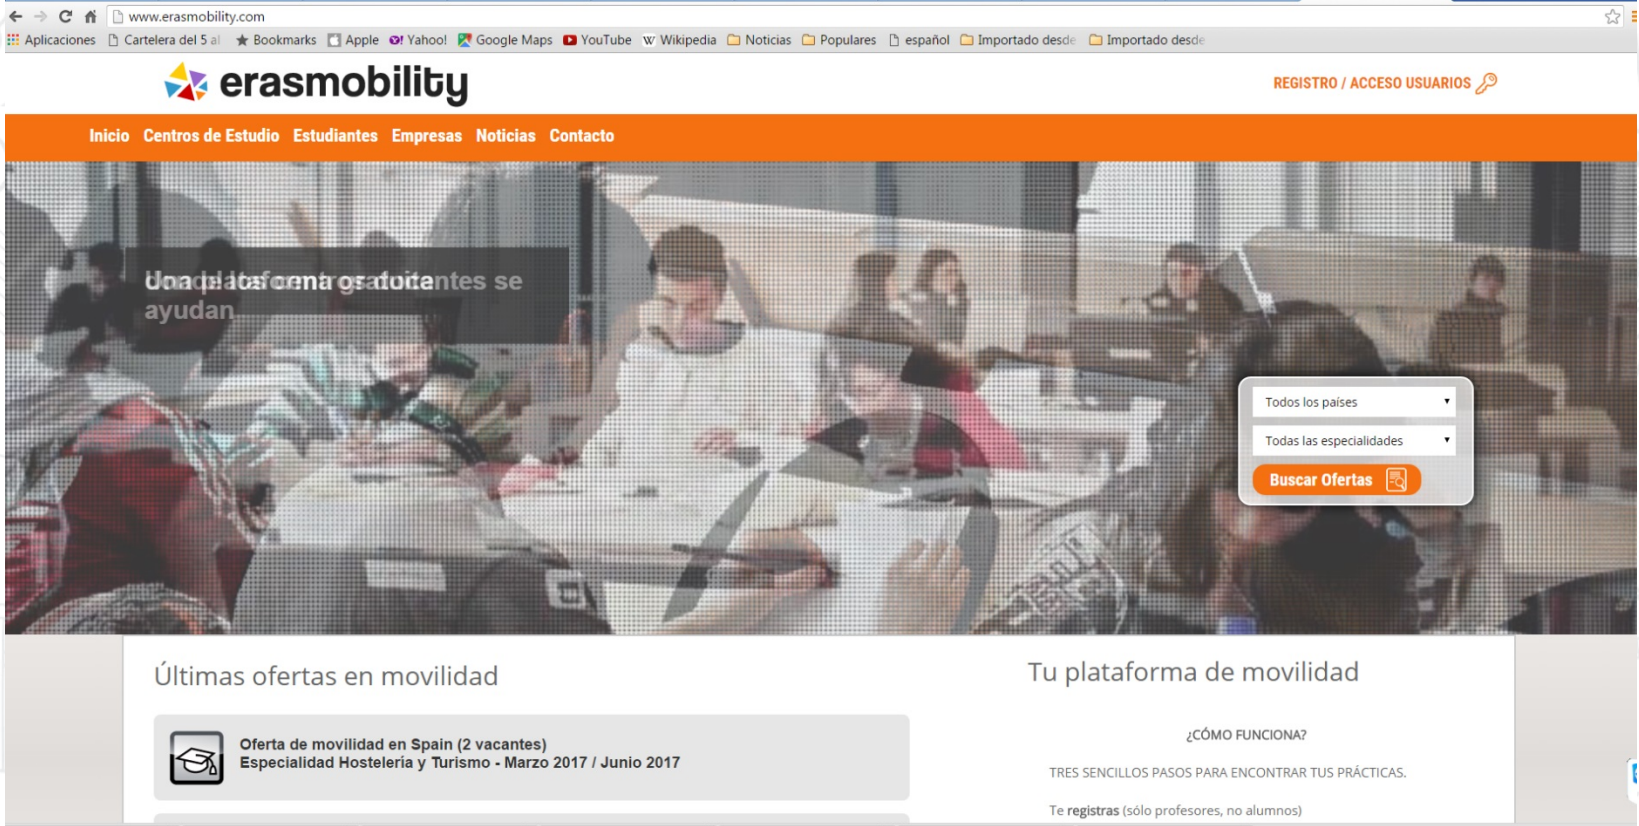 www.erasmobility.com
Aplicaciones Cartelera del 5 al Bookmarks Apple Yahoo! Google Maps YouTube Wikipedia Noticias Populares español Importado desde Importado desde
erasmobility
REGISTRO / ACCESO USUARIOS
Inicio Centros de Estudio Estudiantes Empresas Noticias Contacto
se
ayudan
Todos los países
Todas las especialidades
Buscar Ofertas
Últimas ofertas en movilidad
Tu plataforma de movilidad
Oferta de movilidad en Spain (2 vacantes)
Especialidad Hostelería y Turismo - Marzo 2017 / Junio 2017
¿CÓMO FUNCIONA?
TRES SENCILLOS PASOS PARA ENCONTRAR TUS PRÁCTICAS.
Te registras (sólo profesores, no alumnos)